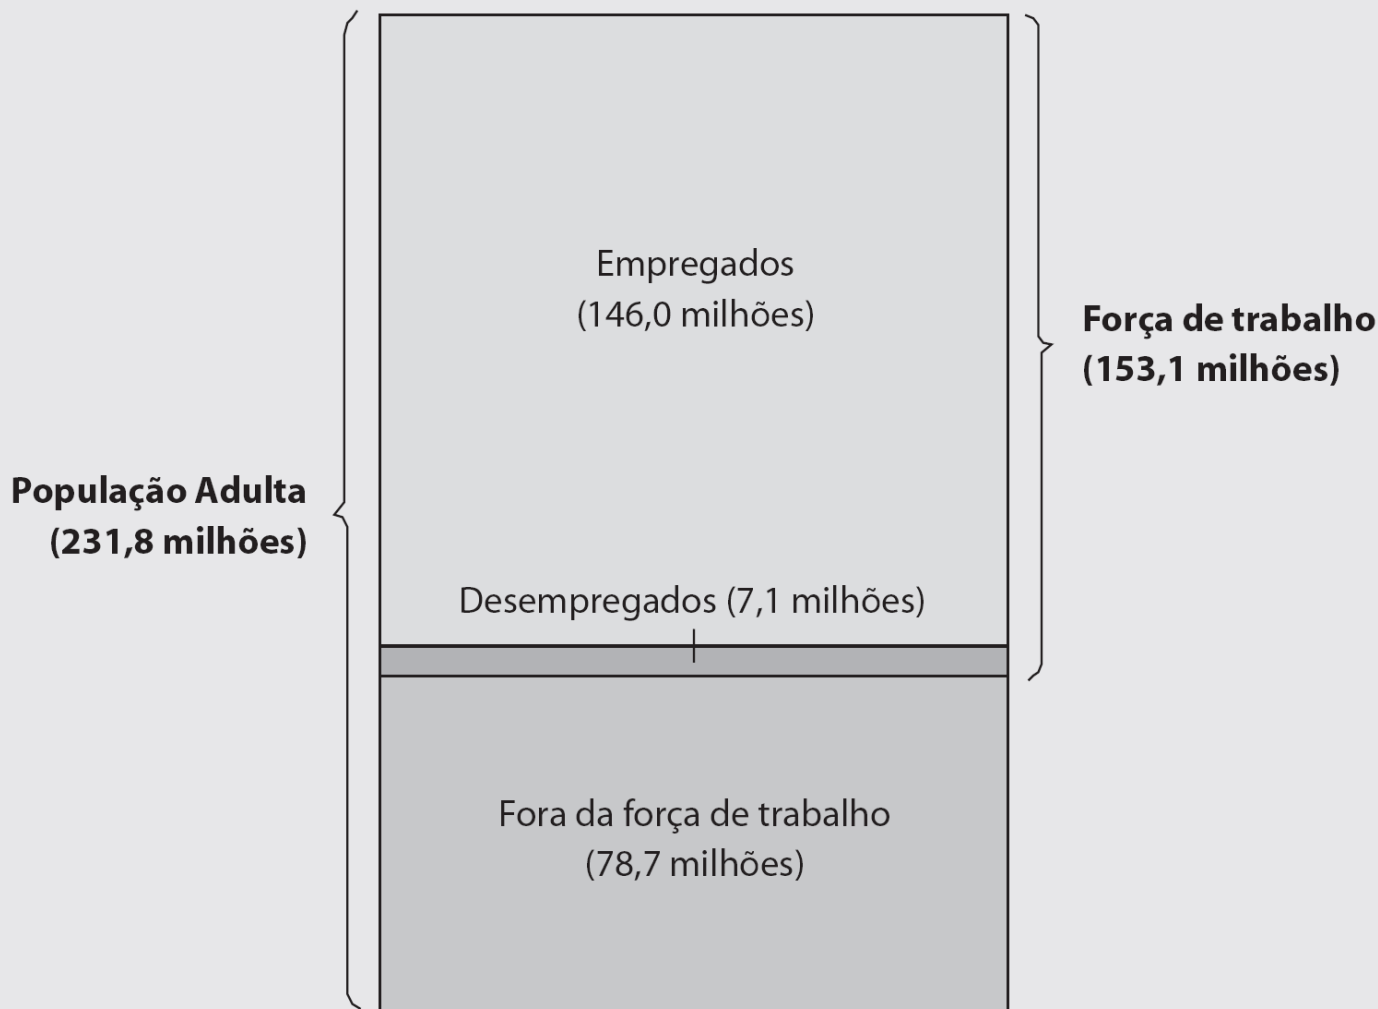 Empregados
(146,0 milhões)
Força de trabalho
(153,1 milhões)
População Adulta
(231,8 milhões)
Desempregados (7,1 milhões)
Fora da força de trabalho
(78,7 milhões)